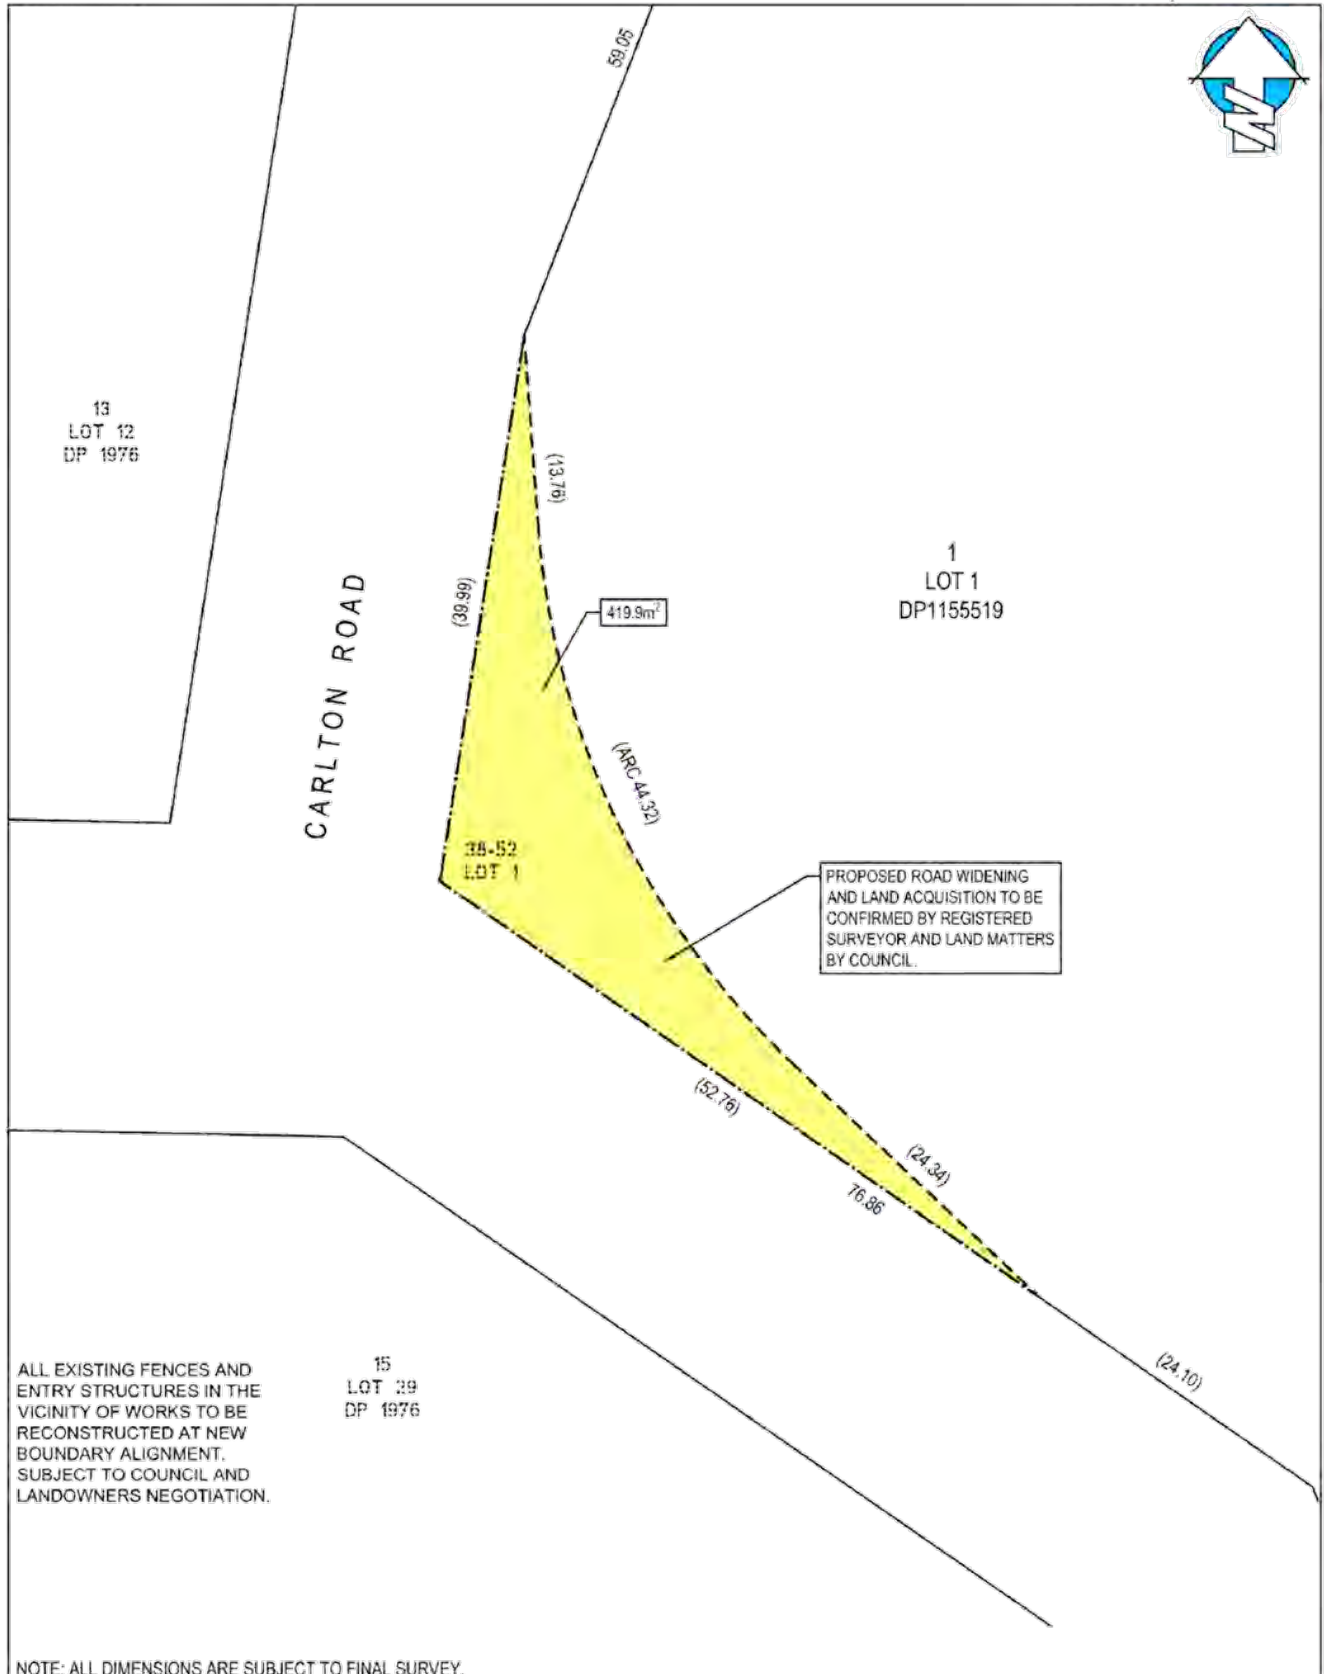 59.05
N
13
LOT 12
DP 1976
(13.76)
1
LOT 1
DP1155519
(39.99)
419.9m²
CARLTON ROAD
(ARC 44.32)
38-52
LOT 1
PROPOSED ROAD WIDENING
AND LAND ACQUISITION TO BE
CONFIRMED BY REGISTERED
SURVEYOR AND LAND MATTERS
BY COUNCIL.
(52.76)
(24.34)
76.86
(24.10)
ALL EXISTING FENCES AND
ENTRY STRUCTURES IN THE
VICINITY OF WORKS TO BE
RECONSTRUCTED AT NEW
BOUNDARY ALIGNMENT.
SUBJECT TO COUNCIL AND
LANDOWNERS NEGOTIATION.
15
LOT 29
DP 1976
NOTE: ALL DIMENSIONS ARE SUBJECT TO FINAL SURVEY.